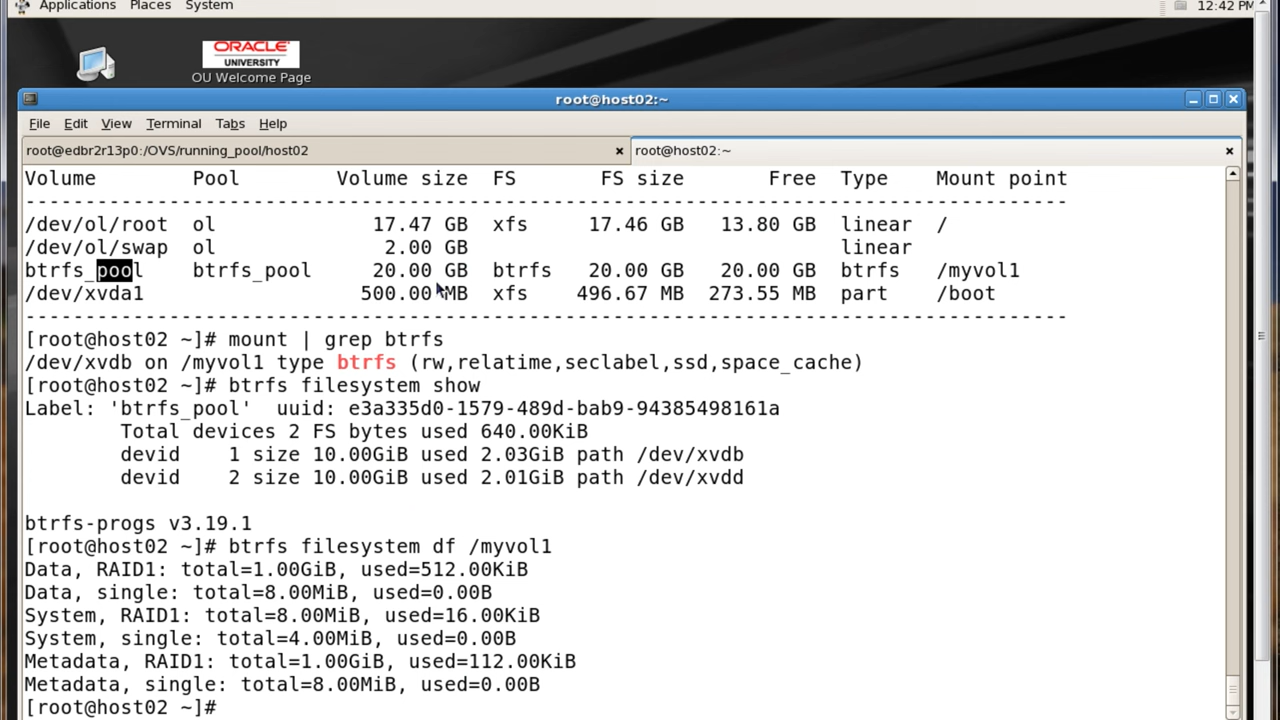 Applications Places System 12:42 PM
ORACLE
UNIVERSITY
OU Welcome Page
root@host02:~
File Edit View Terminal Tabs Help
root@edbr2r13p0:/OVS/running_pool/host02 root@host02:~
Volume Pool Volume size FS FS size Free Type Mount point
---------------------------------------------------------------------------------------
/dev/ol/root ol 17.47 GB xfs 17.46 GB 13.80 GB linear /
/dev/ol/swap ol 2.00 GB linear
btrfs_pool btrfs_pool 20.00 GB btrfs 20.00 GB 20.00 GB btrfs /myvol1
/dev/xvda1 500.00 MB xfs 496.67 MB 273.55 MB part /boot
---------------------------------------------------------------------------------------
[root@host02 ~]# mount | grep btrfs
/dev/xvdb on /myvol1 type btrfs (rw,relatime,seclabel,ssd,space_cache)
[root@host02 ~]# btrfs filesystem show
Label: 'btrfs_pool' uuid: e3a335d0-1579-489d-bab9-94385498161a
Total devices 2 FS bytes used 640.00KiB
devid 1 size 10.00GiB used 2.03GiB path /dev/xvdb
devid 2 size 10.00GiB used 2.01GiB path /dev/xvdd
btrfs-progs v3.19.1
[root@host02 ~]# btrfs filesystem df /myvol1
Data, RAID1: total=1.00GiB, used=512.00KiB
Data, single: total=8.00MiB, used=0.00B
System, RAID1: total=8.00MiB, used=16.00KiB
System, single: total=4.00MiB, used=0.00B
Metadata, RAID1: total=1.00GiB, used=112.00KiB
Metadata, single: total=8.00MiB, used=0.00B
[root@host02 ~]#